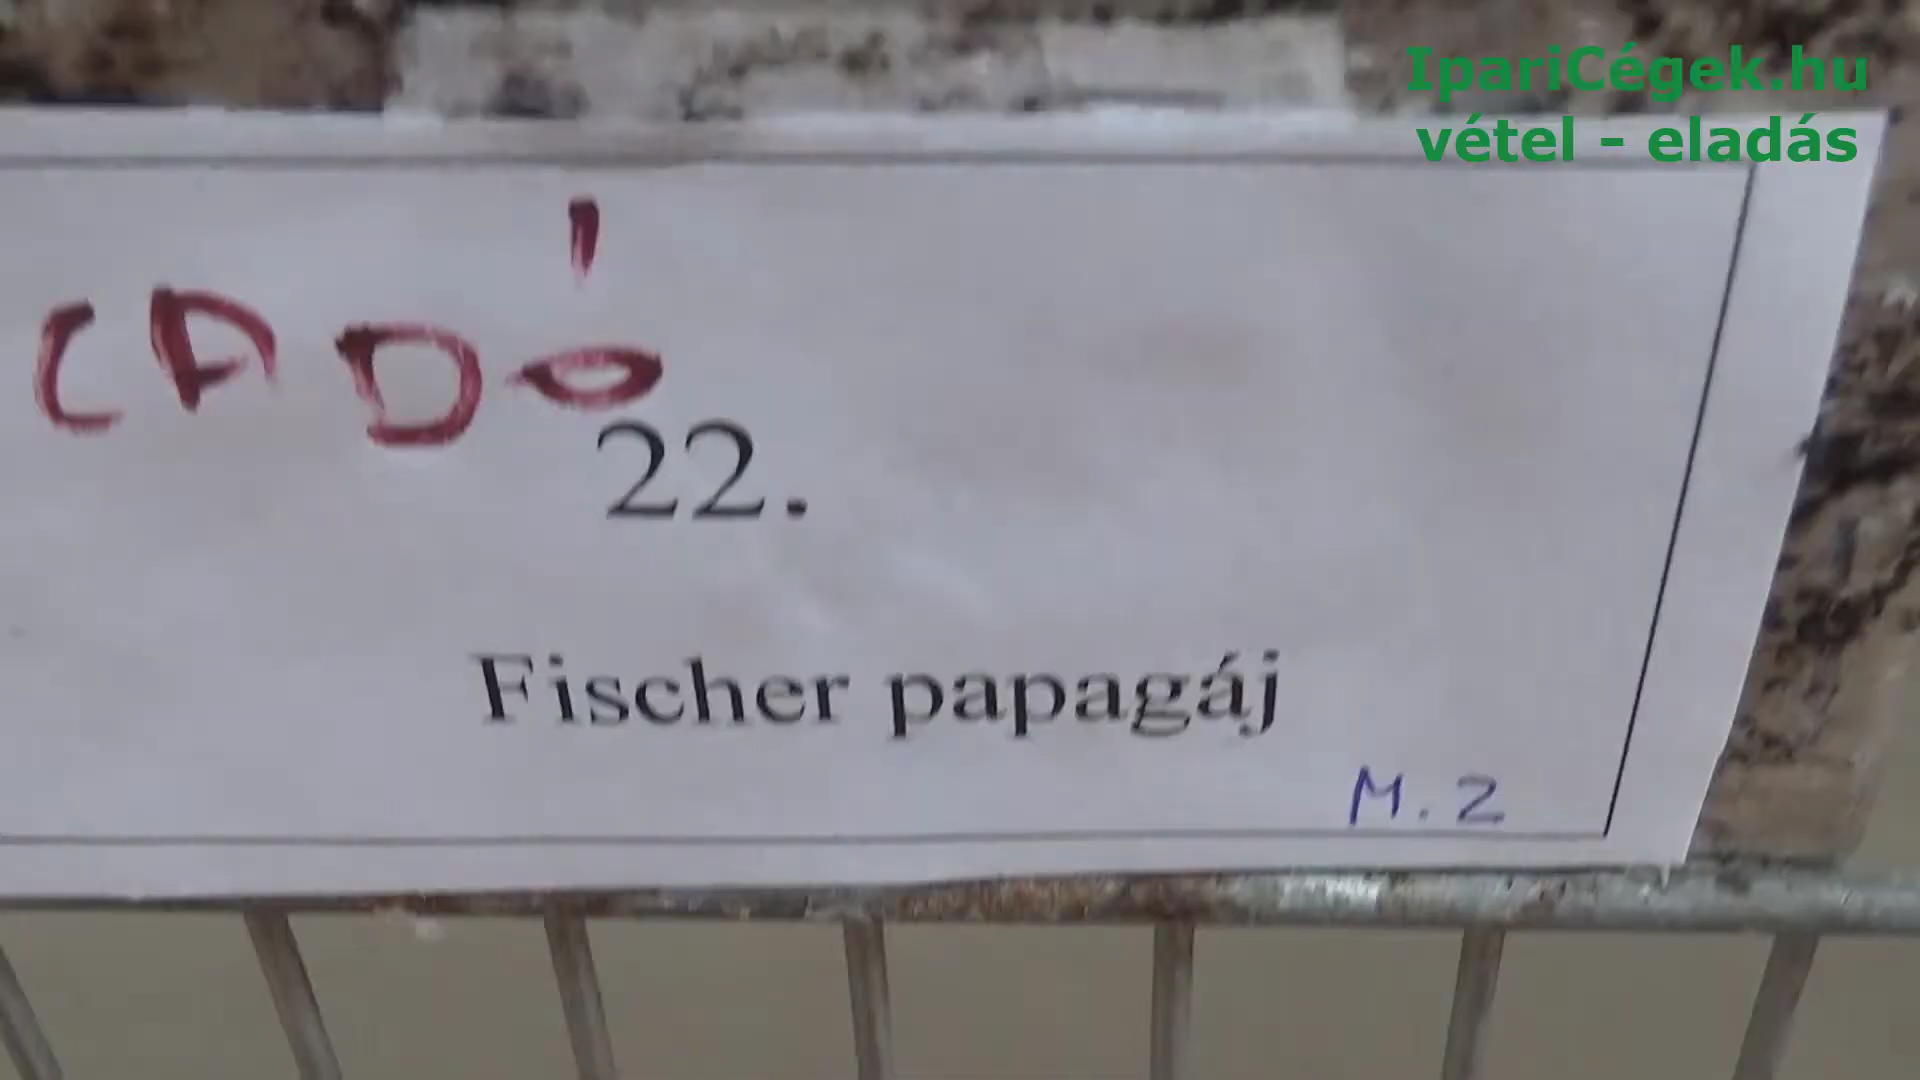 IpariCégek.hu
vétel - eladás
CADÓ
22.
Fischer papagáj
M. 2